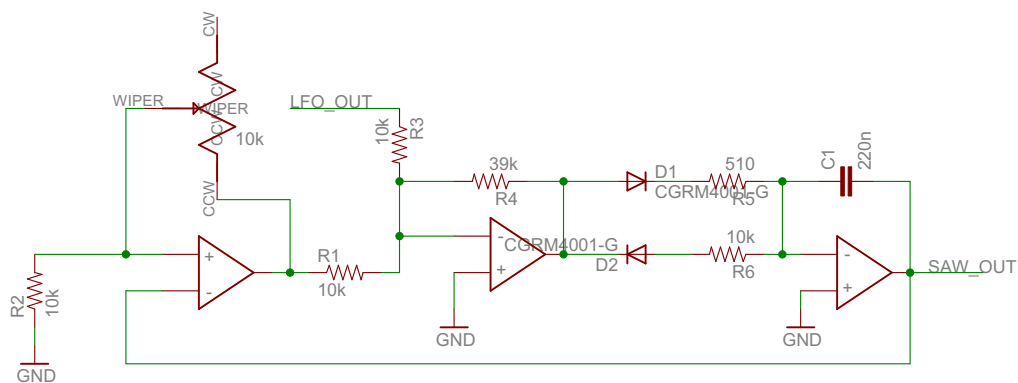 CW
CW
WIPER
WIPER
CCW
10k
CCW
LFO_OUT
10k
R3
39k
R4
D1
CGRM4001-G
510
R5
C1
220n
+
-
R1
10k
-
+
CGRM4001-G
D2
10k
R6
-
+
SAW_OUT
R2
10k
GND
GND
GND